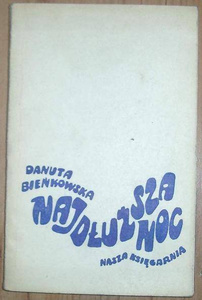 DANUTA
BIEŃKOWSKA
NAJDŁUŻSZA
NOC
NASZA KSIĘGARNIA